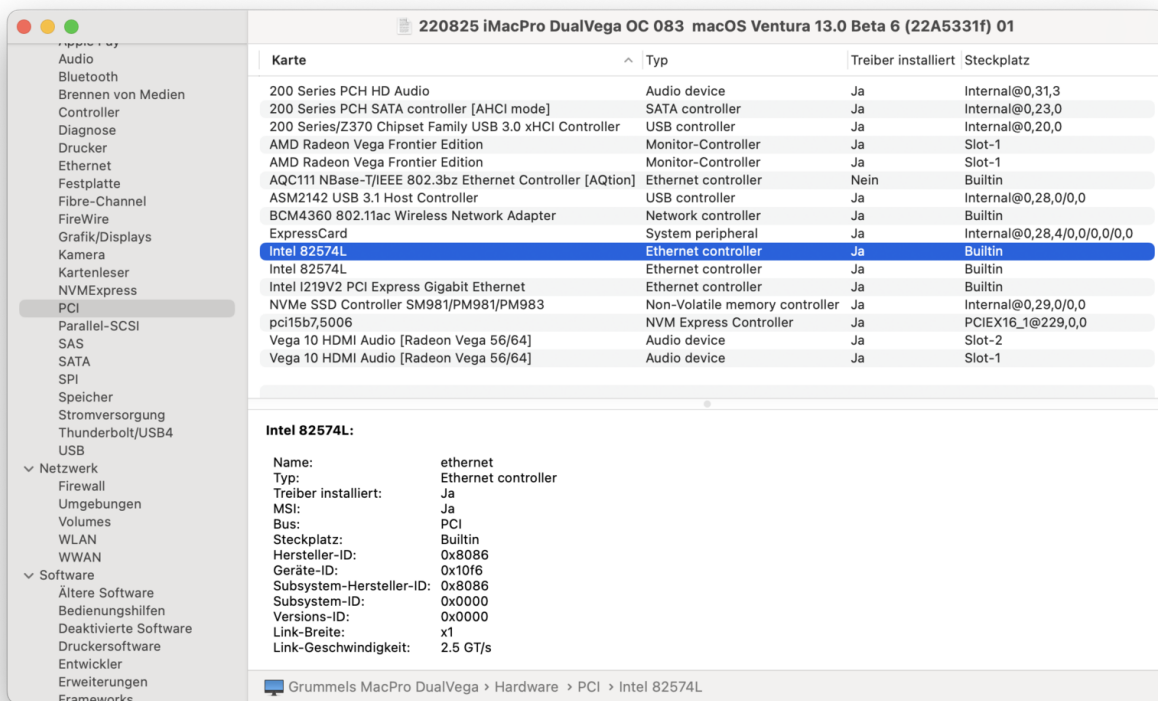 220825 iMacPro DualVega OC 083 macOS Ventura 13.0 Beta 6 (22A5331f) 01
Apple Pay
Audio
Bluetooth
Brennen von Medien
Controller
Diagnose
Drucker
Ethernet
Festplatte
Fibre-Channel
FireWire
Grafik/Displays
Kamera
Kartenleser
NVMExpress
PCI
Parallel-SCSI
SAS
SATA
SPI
Speicher
Stromversorgung
Thunderbolt/USB4
USB
Netzwerk
Firewall
Umgebungen
Volumes
WLAN
WWAN
Software
Ältere Software
Bedienungshilfen
Deaktivierte Software
Druckersoftware
Entwickler
Erweiterungen
Frameworks
Karte Typ Treiber installiert Steckplatz
200 Series PCH HD Audio Audio device Ja Internal@0,31,3
200 Series PCH SATA controller [AHCI mode] SATA controller Ja Internal@0,23,0
200 Series/Z370 Chipset Family USB 3.0 xHCI Controller USB controller Ja Internal@0,20,0
AMD Radeon Vega Frontier Edition Monitor-Controller Ja Slot-1
AMD Radeon Vega Frontier Edition Monitor-Controller Ja Slot-1
AQC111 NBase-T/IEEE 802.3bz Ethernet Controller [AQtion] Ethernet controller Nein Builtin
ASM2142 USB 3.1 Host Controller USB controller Ja Internal@0,28,0/0,0
BCM4360 802.11ac Wireless Network Adapter Network controller Ja Builtin
ExpressCard System peripheral Ja Internal@0,28,4/0,0/0,0/0,0
Intel 82574L Ethernet controller Ja Builtin
Intel 82574L Ethernet controller Ja Builtin
Intel I219V2 PCI Express Gigabit Ethernet Ethernet controller Ja Builtin
NVMe SSD Controller SM981/PM981/PM983 Non-Volatile memory controller Ja Internal@0,29,0/0,0
pci15b7,5006 NVM Express Controller Ja PCIEX16_1@229,0,0
Vega 10 HDMI Audio [Radeon Vega 56/64] Audio device Ja Slot-2
Vega 10 HDMI Audio [Radeon Vega 56/64] Audio device Ja Slot-1
Intel 82574L:
Name: ethernet
Typ: Ethernet controller
Treiber installiert: Ja
MSI: Ja
Bus: PCI
Steckplatz: Builtin
Hersteller-ID: 0x8086
Geräte-ID: 0x10f6
Subsystem-Hersteller-ID: 0x8086
Subsystem-ID: 0x0000
Versions-ID: 0x0000
Link-Breite: x1
Link-Geschwindigkeit: 2.5 GT/s
Grummels MacPro DualVega › Hardware › PCI › Intel 82574L